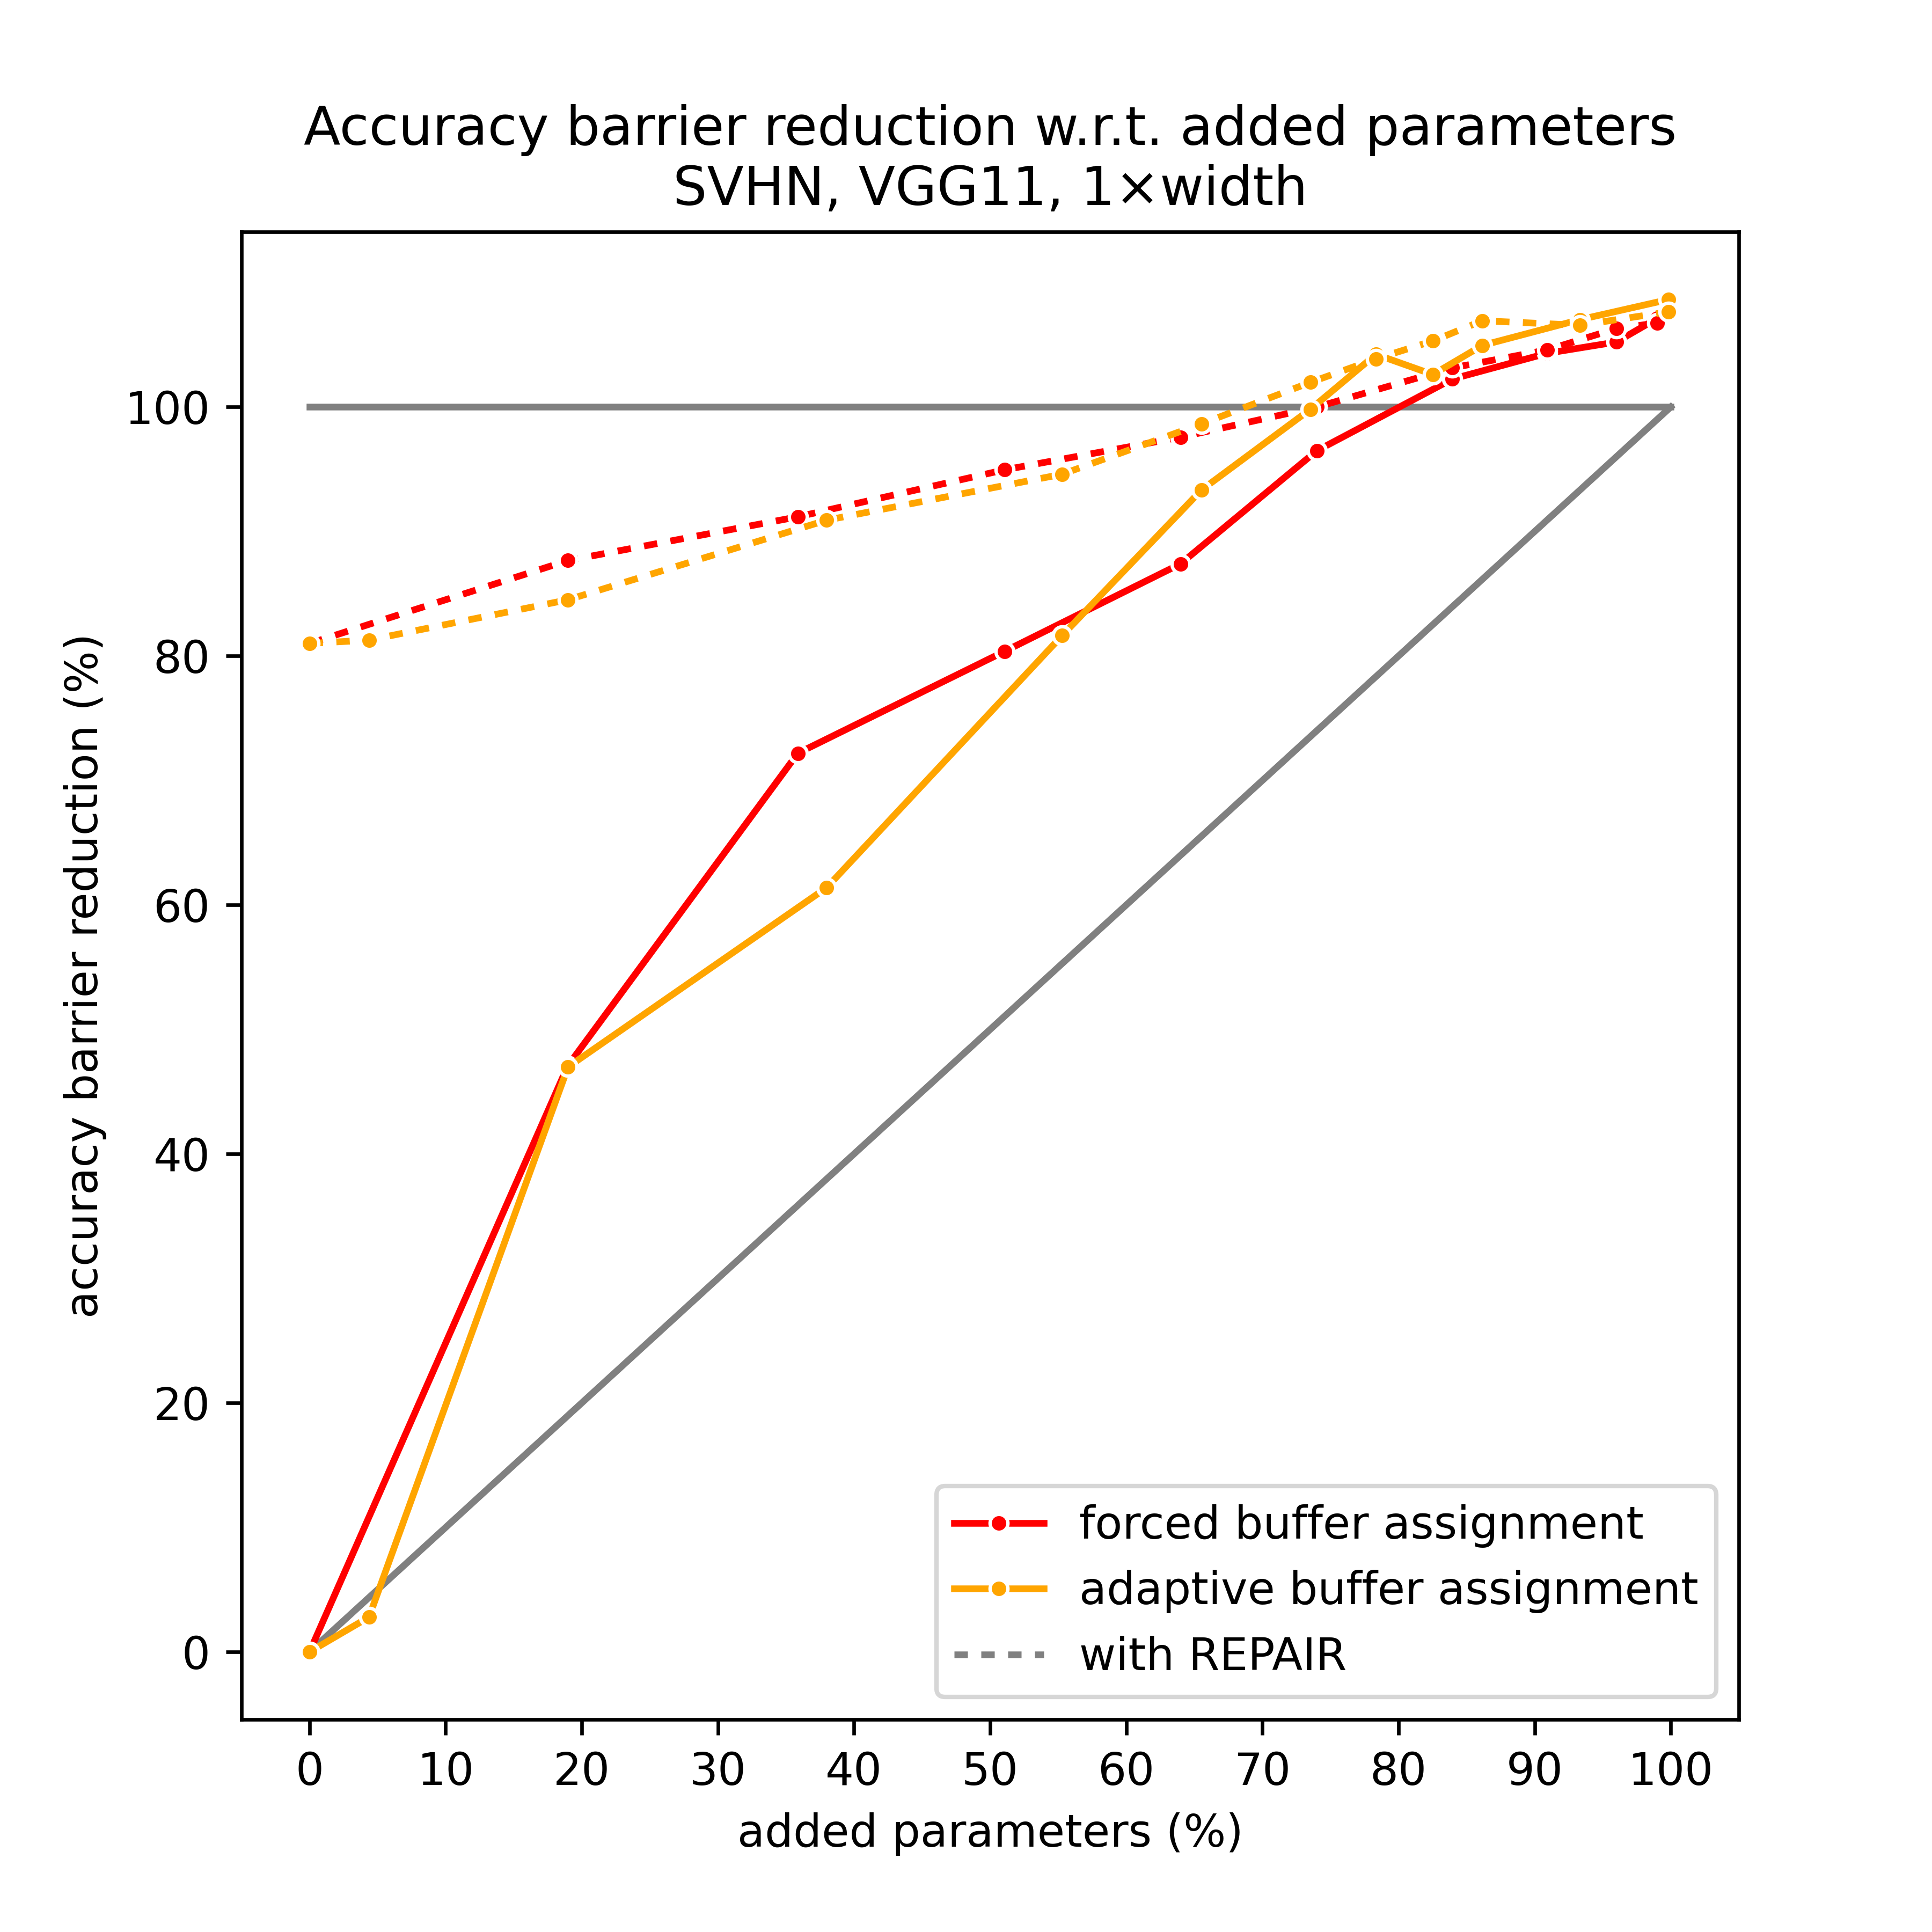 Accuracy barrier reduction w.r.t. added parameters
SVHN, VGG11, 1×width
accuracy barrier reduction (%)
100
80
60
40
20
0
forced buffer assignment
adaptive buffer assignment
with REPAIR
0 10 20 30 40 50 60 70 80 90 100
added parameters (%)